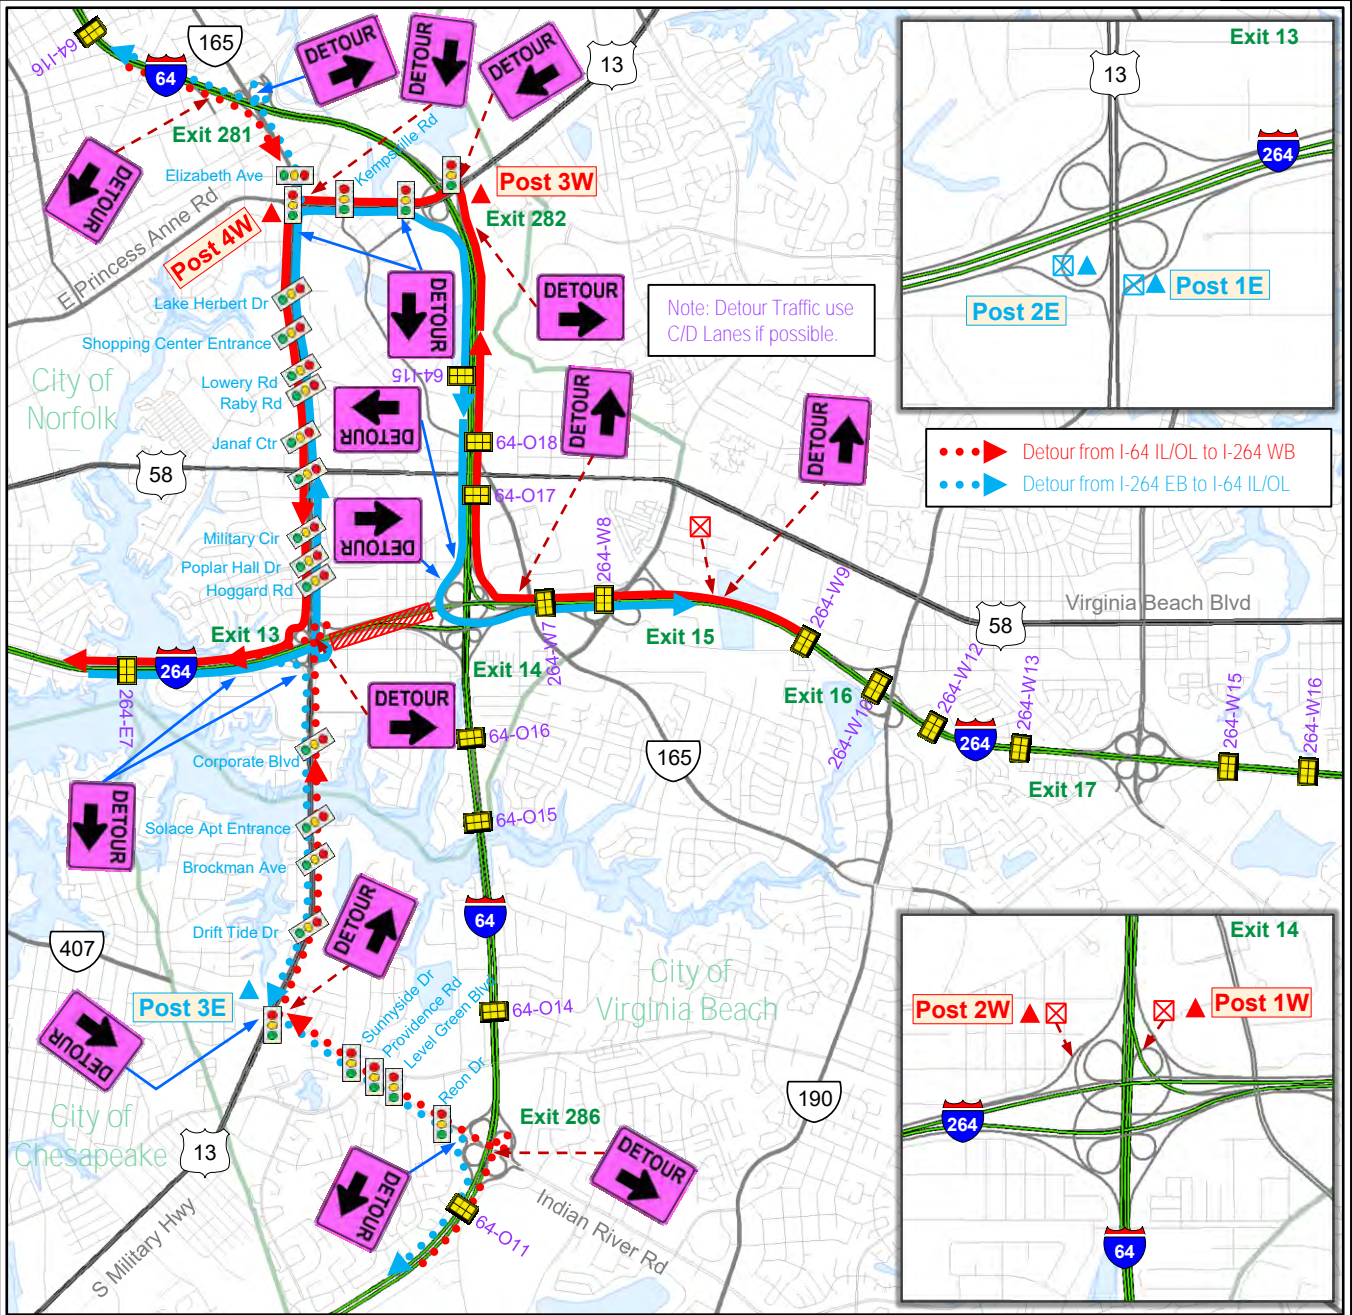 64-I16
165
64
DETOUR
DETOUR
DETOUR
13
Exit 281
Kempsville Rd
DETOUR
Elizabeth Ave
Post 3W
Exit 282
E Princess Anne Rd
Post 4W
Lake Herbert Dr
DETOUR
DETOUR
Note: Detour Traffic use
C/D Lanes if possible.
Shopping Center Entrance
64-I15
City of
Norfolk
Lowery Rd
Raby Rd
DETOUR
DETOUR
DETOUR
Janaf Ctr
64-O18
58
64-O17
DETOUR
Military Cir
Poplar Hall Dr
Hoggard Rd
264-W8
264-W9
Virginia Beach Blvd
58
Exit 13
Exit 15
264-W7
Exit 14
264
264-E7
DETOUR
Exit 16
264-W10
264-W12
264-W13
264-W15
264-W16
264
64-O16
165
Exit 17
Corporate Blvd
DETOUR
Solace Apt Entrance
64-O15
Brockman Ave
DETOUR
64
Drift Tide Dr
407
Post 3E
City of
Virginia Beach
Sunnyside Dr
Providence Rd
Level Green Blvd
Reon Dr
64-O14
DETOUR
City of
Chesapeake
190
Exit 286
13
DETOUR
DETOUR
S Military Hwy
64-O11
Indian River Rd
Exit 13
13
264
Post 2E
Post 1E
Detour from I-64 IL/OL to I-264 WB
Detour from I-264 EB to I-64 IL/OL
Exit 14
Post 2W
Post 1W
264
64